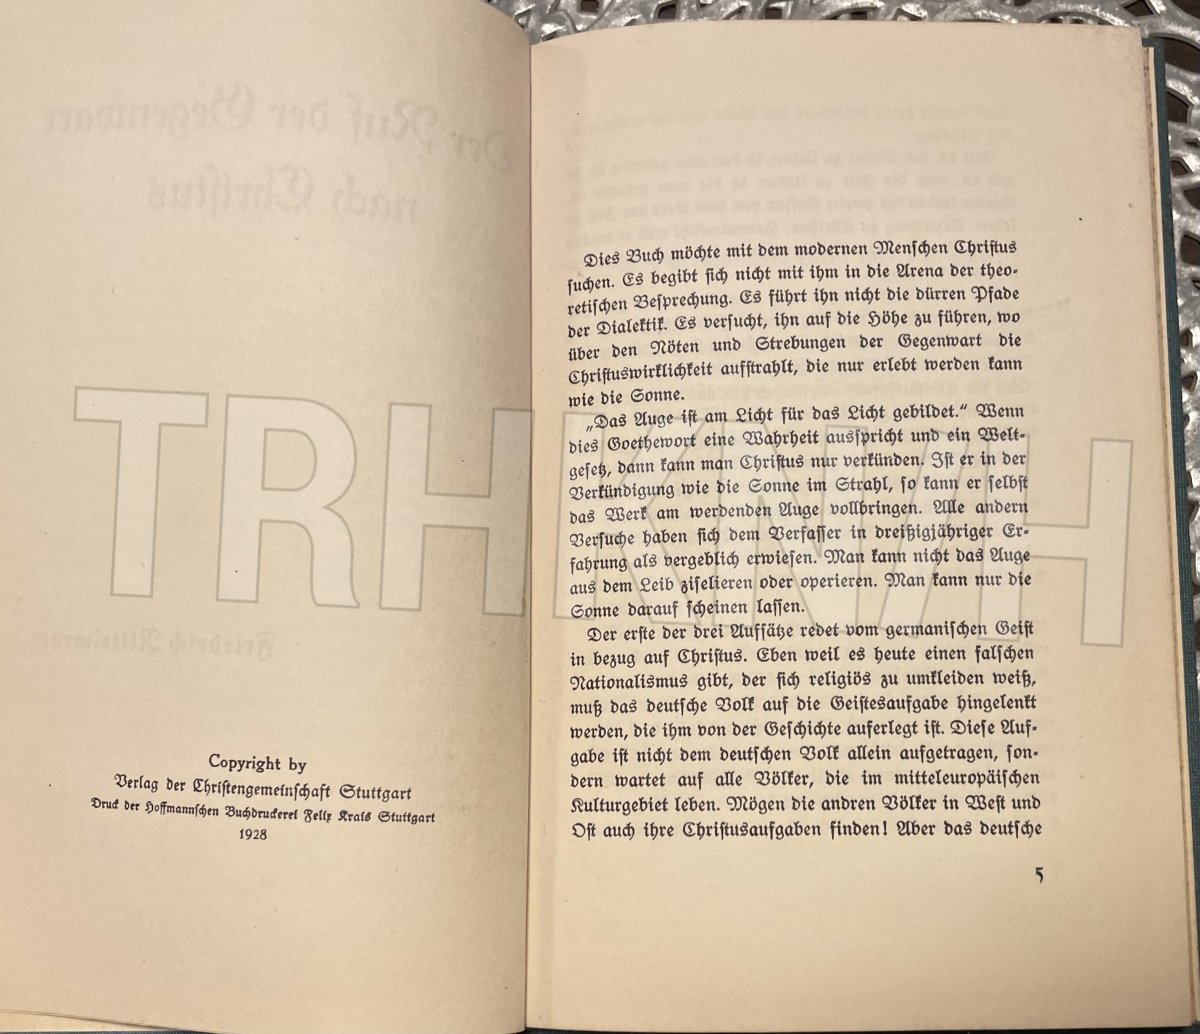 Copyright by
Verlag der Christengemeinschaft Stuttgart
Druck der Hoffmannschen Buchdruckerei Felix Krais Stuttgart
1928
Dies Buch möchte mit dem modernen Menschen Christus
suchen. Es begibt sich nicht mit ihm in die Arena der theo-
retischen Besprechung. Es führt ihn nicht die dürren Pfade
der Dialektik. Es versucht, ihn auf die Höhe zu führen, wo
über den Nöten und Strebungen der Gegenwart die
Christuswirklichkeit aufstrahlt, die nur erlebt werden kann
wie die Sonne.
„Das Auge ist am Licht für das Licht gebildet.“ Wenn
dies Goethewort eine Wahrheit ausspricht und ein Welt-
gesetz, dann kann man Christus nur verkünden. Ist er in der
Verkündigung wie die Sonne im Strahl, so kann er selbst
das Werk am werdenden Auge vollbringen. Alle andern
Versuche haben sich dem Verfasser in dreißigjähriger Er-
fahrung als vergeblich erwiesen. Man kann nicht das Auge
aus dem Leib ziselieren oder operieren. Man kann nur die
Sonne darauf scheinen lassen.
Der erste der drei Aufsätze redet vom germanischen Geist
in bezug auf Christus. Eben weil es heute einen falschen
Nationalismus gibt, der sich religiös zu umkleiden weiß,
muß das deutsche Volk auf die Geistesaufgabe hingelenkt
werden, die ihm von der Geschichte auferlegt ist. Diese Auf-
gabe ist nicht dem deutschen Volk allein aufgetragen, son-
dern wartet auf alle Völker, die im mitteleuropäischen
Kulturgebiet leben. Mögen die andren Völker in West und
Ost auch ihre Christusaufgaben finden! Aber das deutsche
5
Der Ruf der Gegenwart
nach Christus
TRHKNH